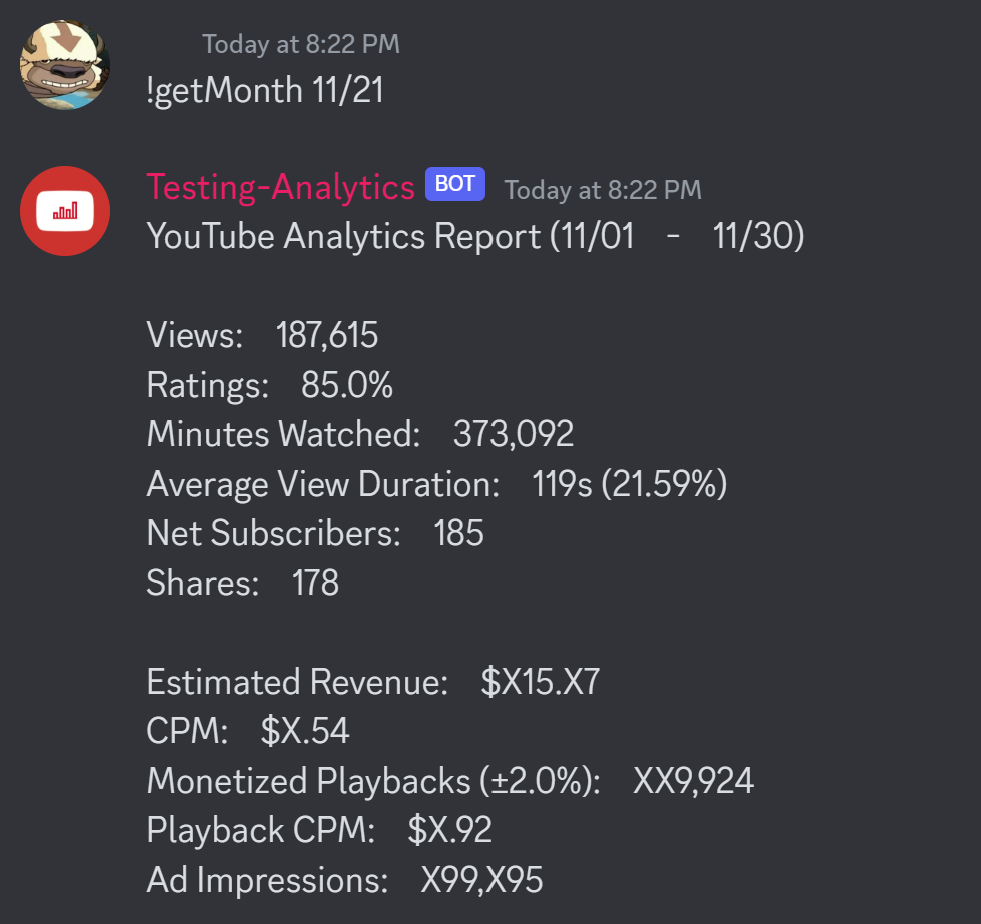 Today at 8:22 PM
!getMonth 11/21
Testing-Analytics BOT Today at 8:22 PM
YouTube Analytics Report (11/01 - 11/30)
Views: 187,615
Ratings: 85.0%
Minutes Watched: 373,092
Average View Duration: 119s (21.59%)
Net Subscribers: 185
Shares: 178
Estimated Revenue: $X15.X7
CPM: $X.54
Monetized Playbacks (±2.0%): XX9,924
Playback CPM: $X.92
Ad Impressions: X99,X95